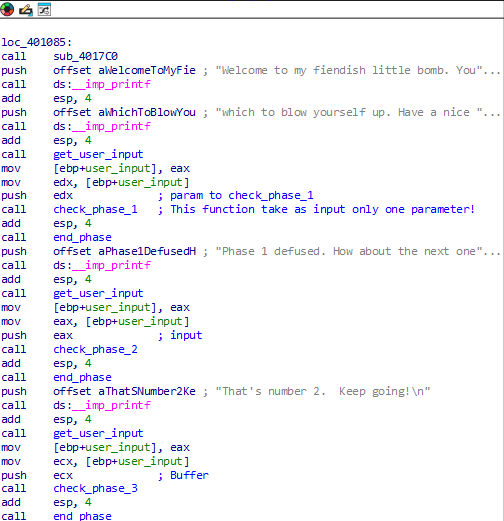 loc_401085:
call sub_4017C0
push offset aWelcomeToMyFie ; "Welcome to my fiendish little bomb. You"...
call ds:__imp_printf
add esp, 4
push offset aWhichToBlowYou ; "which to blow yourself up. Have a nice "...
call ds:__imp_printf
add esp, 4
call get_user_input
mov [ebp+user_input], eax
mov edx, [ebp+user_input]
push edx ; param to check_phase_1
call check_phase_1 ; This function take as input only one parameter!
add esp, 4
call end_phase
push offset aPhase1DefusedH ; "Phase 1 defused. How about the next one"...
call ds:__imp_printf
add esp, 4
call get_user_input
mov [ebp+user_input], eax
mov eax, [ebp+user_input]
push eax ; input
call check_phase_2
add esp, 4
call end_phase
push offset aThatSNumber2Ke ; "That's number 2.  Keep going!\n"
call ds:__imp_printf
add esp, 4
call get_user_input
mov [ebp+user_input], eax
mov ecx, [ebp+user_input]
push ecx ; Buffer
call check_phase_3
add esp, 4
call end_phase